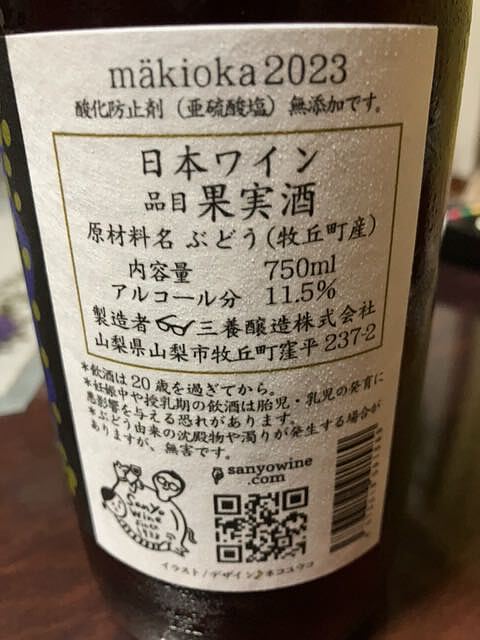 mäkioka 2023
酸化防止剤（亜硫酸塩）無添加です。
日本ワイン
品目 果実酒
原材料名 ぶどう（牧丘町産）
内容量 750ml
アルコール分 11.5%
製造者 三養醸造株式会社
山梨県山梨市牧丘町窪平 237-2
*飲酒は 20 歳を過ぎてから。
*妊娠中や授乳期の飲酒は胎児・乳児の発育に
悪影響を与える恐れがあります。
*ぶどう由来の沈殿物や濁りが発生する場合が
ありますが、無害です。
sanyowine
.com
Sanyo
Wine
イラスト/デザイン♪ネコユウコ